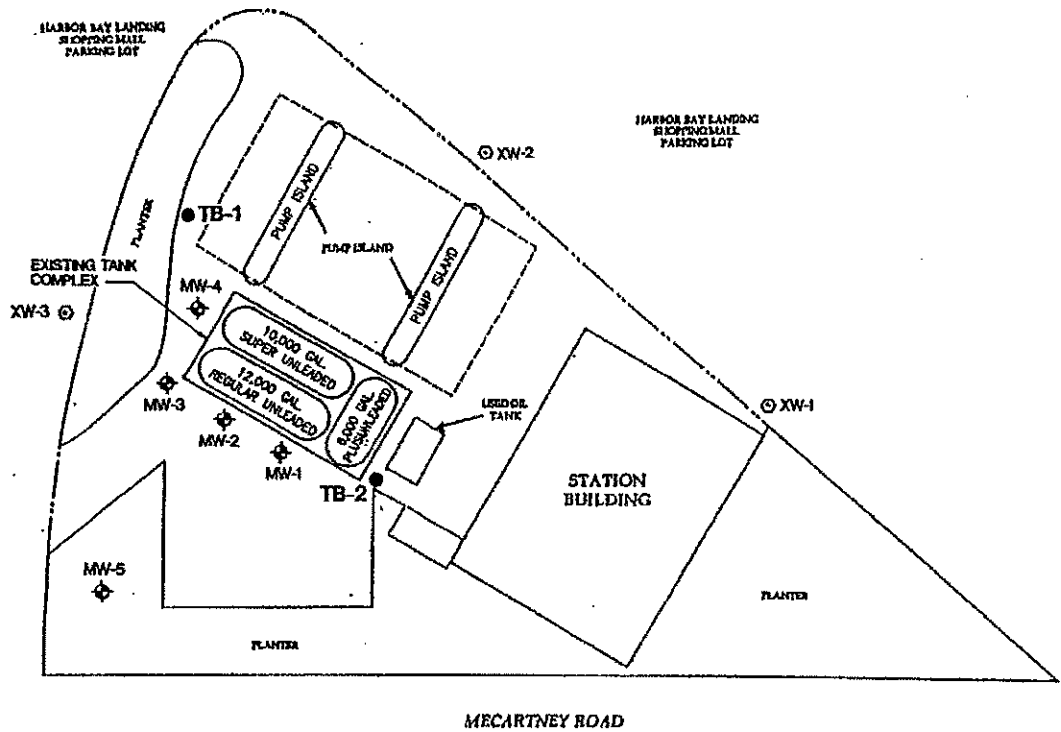 HARBOR BAY LANDING
SHOPPING MALL
PARKING LOT
HARBOR BAY LANDING
SHOPPING MALL
PARKING LOT
XW-2
PUMP ISLAND
PUMP ISLAND
PUMP ISLAND
TB-1
PLANTER
EXISTING TANK
COMPLEX
MW-4
XW-3
10,000 GAL.
SUPER UNLEADED
12,000 GAL.
REGULAR UNLEADED
6,000 GAL.
PLUSUNLEADED
USED OIL
TANK
MW-3
MW-2
MW-1
XW-1
TB-2
STATION
BUILDING
MW-5
PLANTER
PLANTER
MECARTNEY ROAD